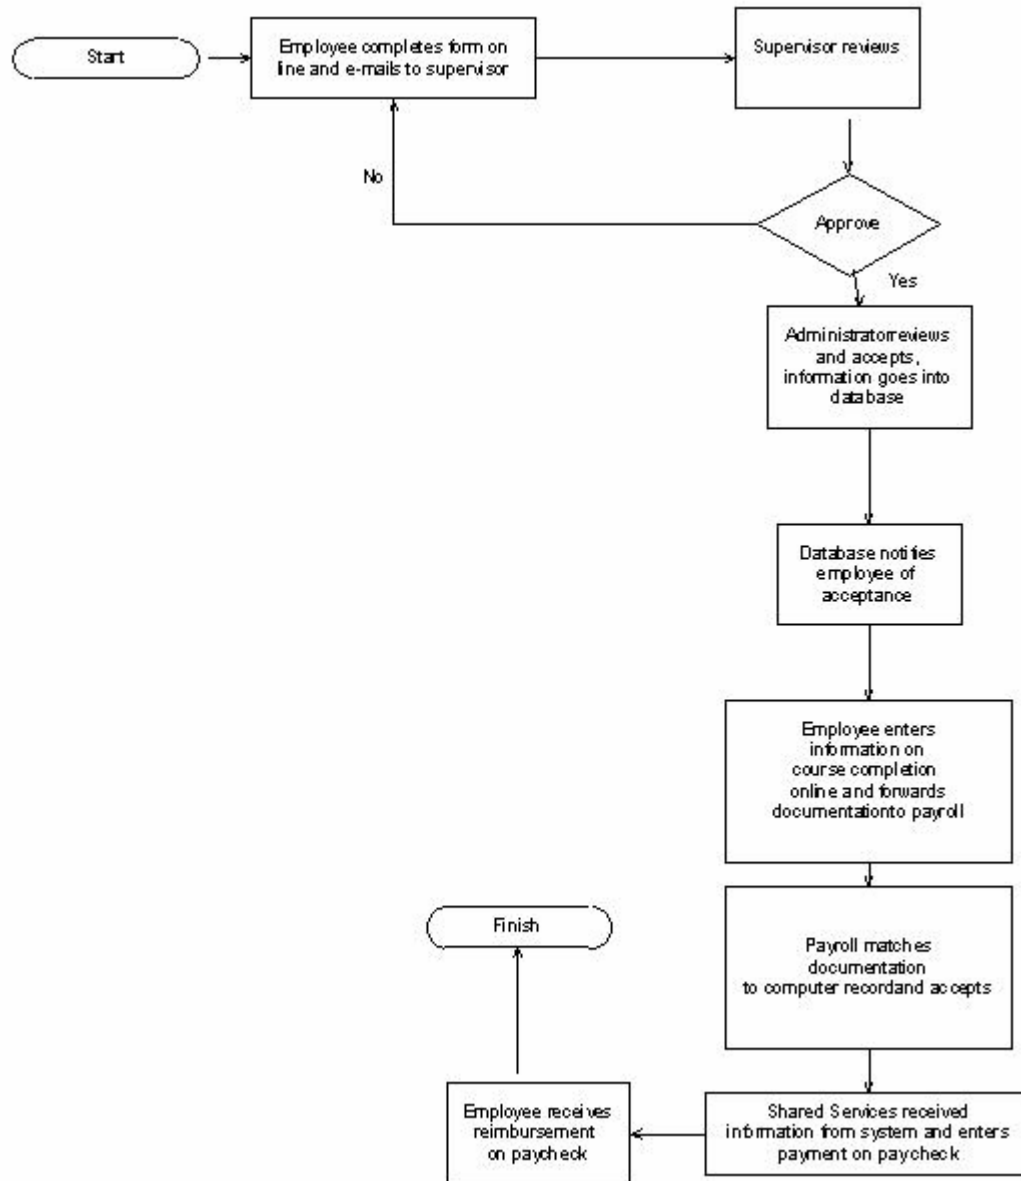 Start
Employee completes form on
line and e-mails to supervisor
Supervisor reviews
No
Approve
Yes
Administratorreviews
and accepts,
information goes into
database
Database notifies
employee of
acceptance
Employee enters
information on
course completion
online and forwards
documentationto payroll
Payroll matches
documentation
to computer recordand accepts
Shared Services received
information from system and enters
payment on paycheck
Employee receives
reimbursement
on paycheck
Finish